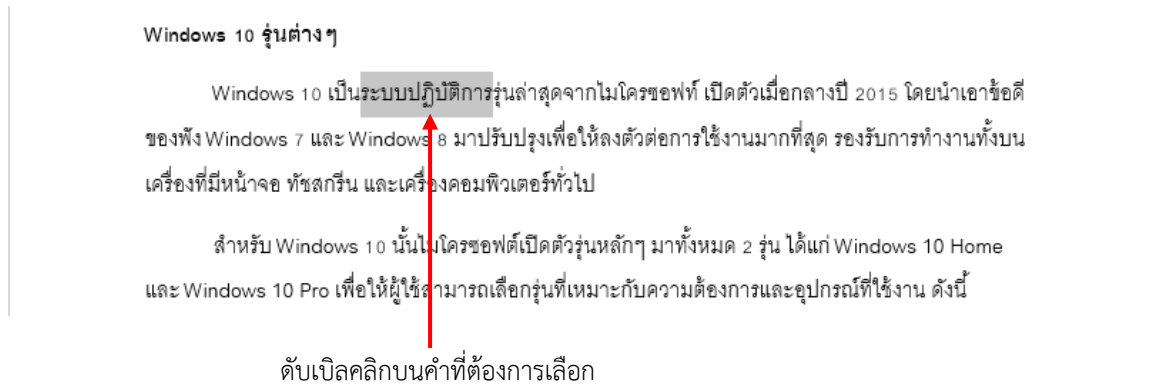 Windows 10 รุ่นต่างๆ
Windows 10 เป็นระบบปฏิบัติการรุ่นล่าสุดจากไมโครซอฟท์ เปิดตัวเมื่อกลางปี 2015 โดยนำเอาข้อดี
ของพัง Windows 7 และ Windows 8 มาปรับปรุงเพื่อให้ลงตัวต่อการใช้งานมากที่สุด รองรับการทำงานทั้งบน
เครื่องที่มีหน้าจอ ทัชสกรีน และเครื่องคอมพิวเตอร์ทั่วไป
สำหรับ Windows 10 นั้นไมโครซอฟต์เปิดตัวรุ่นหลักๆ มาทั้งหมด 2 รุ่น ได้แก่ Windows 10 Home
และ Windows 10 Pro เพื่อให้ผู้ใช้สามารถเลือกรุ่นที่เหมาะกับความต้องการและอุปกรณ์ที่ใช้งาน ดังนี้
ดับเบิลคลิกบนคำที่ต้องการเลือก